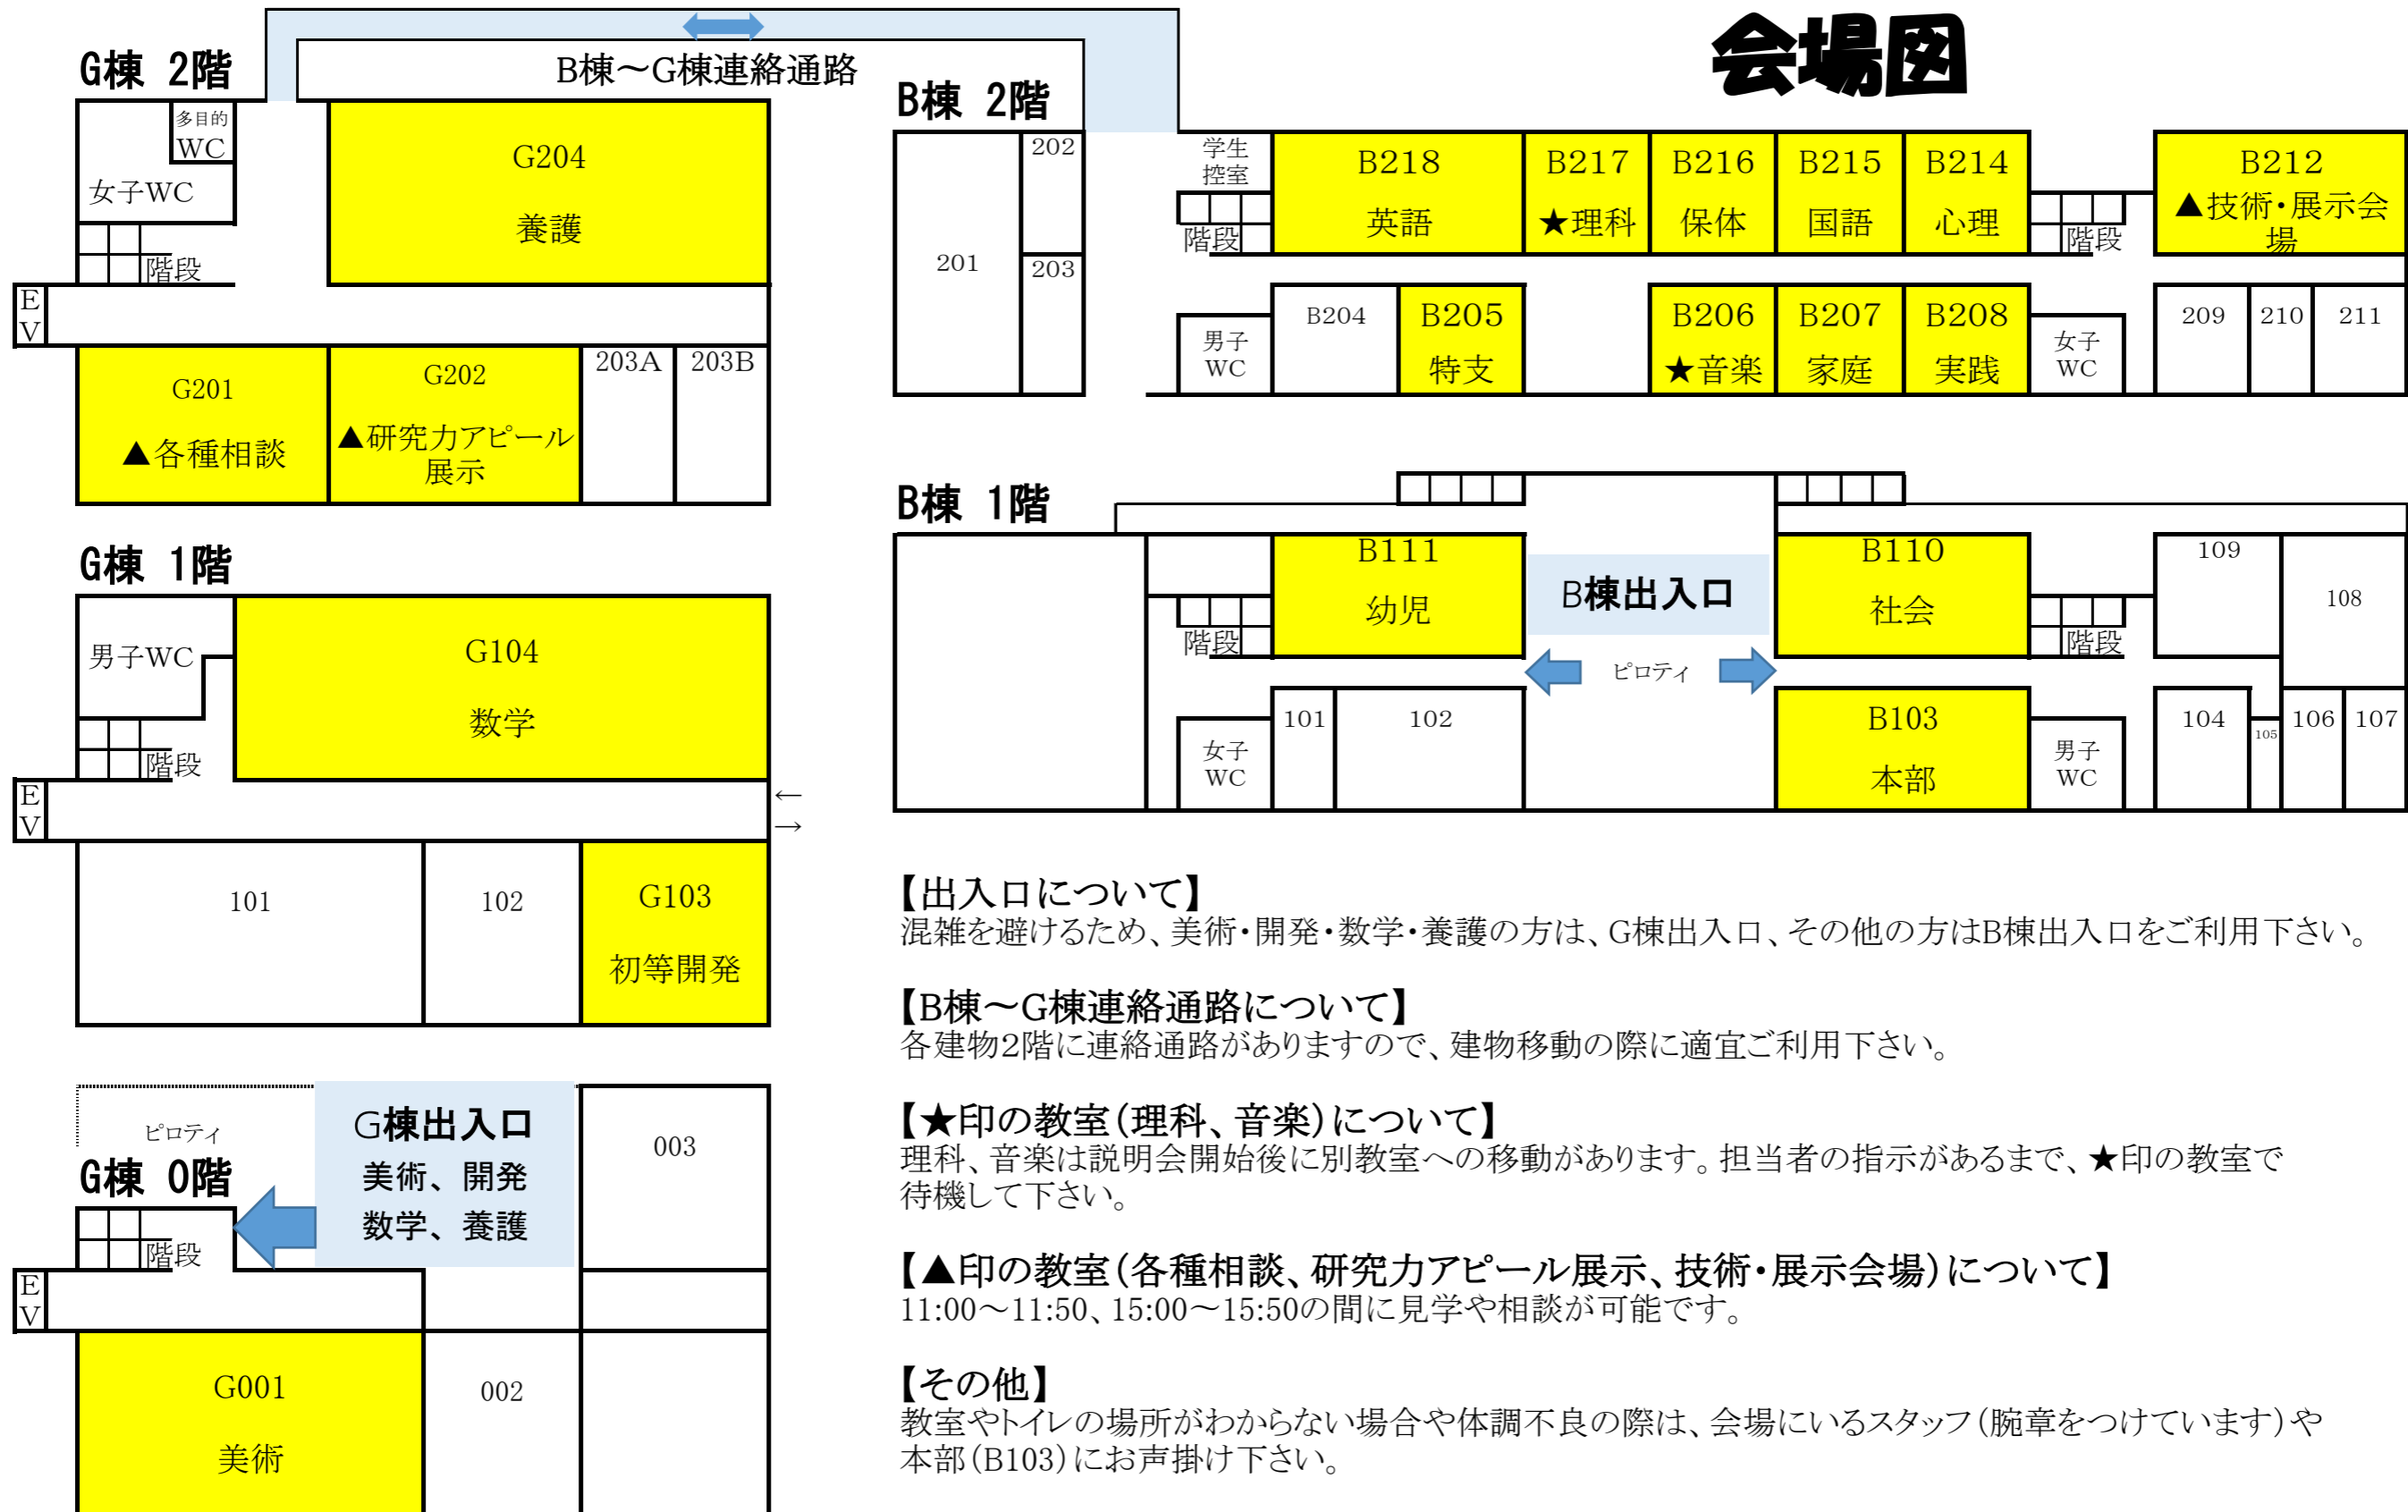 会場図
B棟～G棟連絡通路
G棟 2階
多目的
WC
女子WC
階段
G204
養護
E
V
G201
▲各種相談
G202
▲研究力アピール
展示
203A
203B
G棟 1階
男子WC
階段
G104
数学
E
V
←
→
101
102
G103
初等開発
ピロティ
G棟 0階
階段
G棟出入口
美術、開発
数学、養護
003
E
V
G001
美術
002
B棟 2階
201
202
203
学生
控室
階段
B218
英語
B217
★理科
B216
保体
B215
国語
B214
心理
階段
B212
▲技術・展示会
場
男子
WC
B204
B205
特支
B206
★音楽
B207
家庭
B208
実践
女子
WC
209
210
211
B棟 1階
階段
B111
幼児
B棟出入口
ピロティ
B110
社会
階段
109
108
女子
WC
101
102
B103
本部
男子
WC
104
105
106
107
【出入口について】
混雑を避けるため、美術・開発・数学・養護の方は、G棟出入口、その他の方はB棟出入口をご利用下さい。
【B棟～G棟連絡通路について】
各建物2階に連絡通路がありますので、建物移動の際に適宜ご利用下さい。
【★印の教室(理科、音楽)について】
理科、音楽は説明会開始後に別教室への移動があります。担当者の指示があるまで、★印の教室で
待機して下さい。
【▲印の教室(各種相談、研究力アピール展示、技術・展示会場)について】
11:00～11:50、15:00～15:50の間に見学や相談が可能です。
【その他】
教室やトイレの場所がわからない場合や体調不良の際は、会場にいるスタッフ(腕章をつけています)や
本部(B103)にお声掛け下さい。